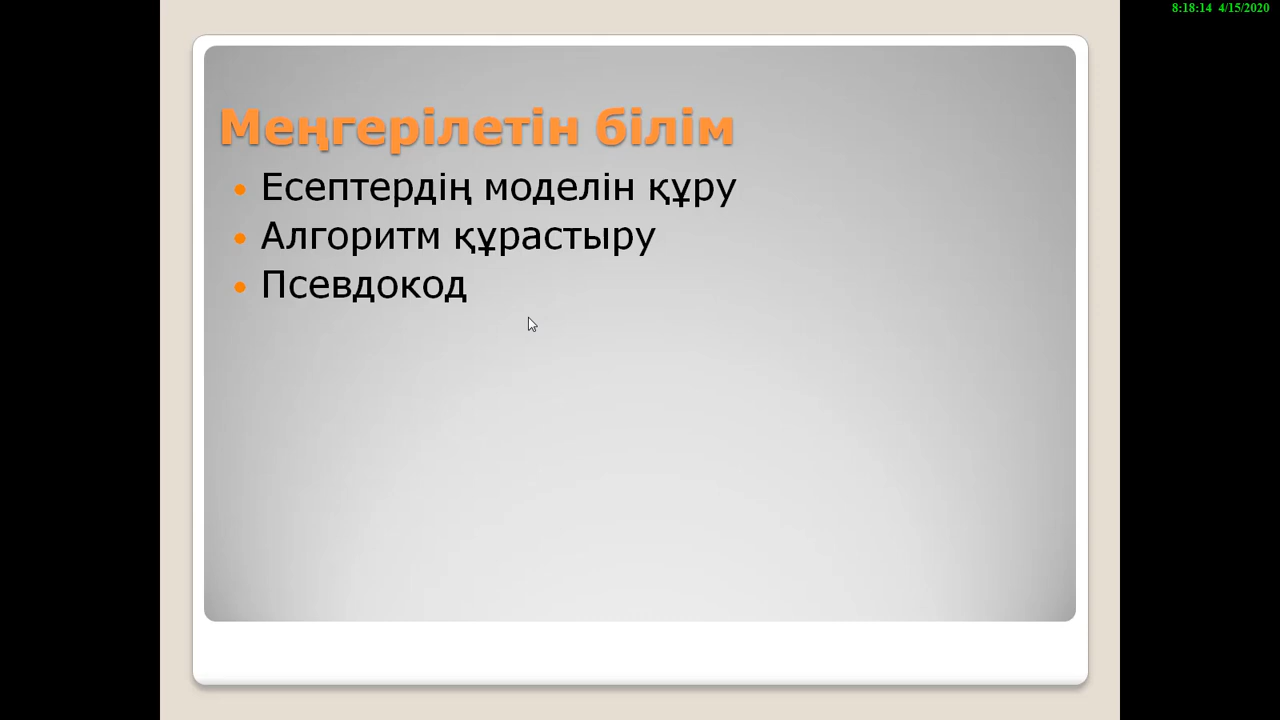 8:18:14 4/15/2020
Меңгерілетін білім
Есептердің моделін құру
Алгоритм құрастыру
Псевдокод